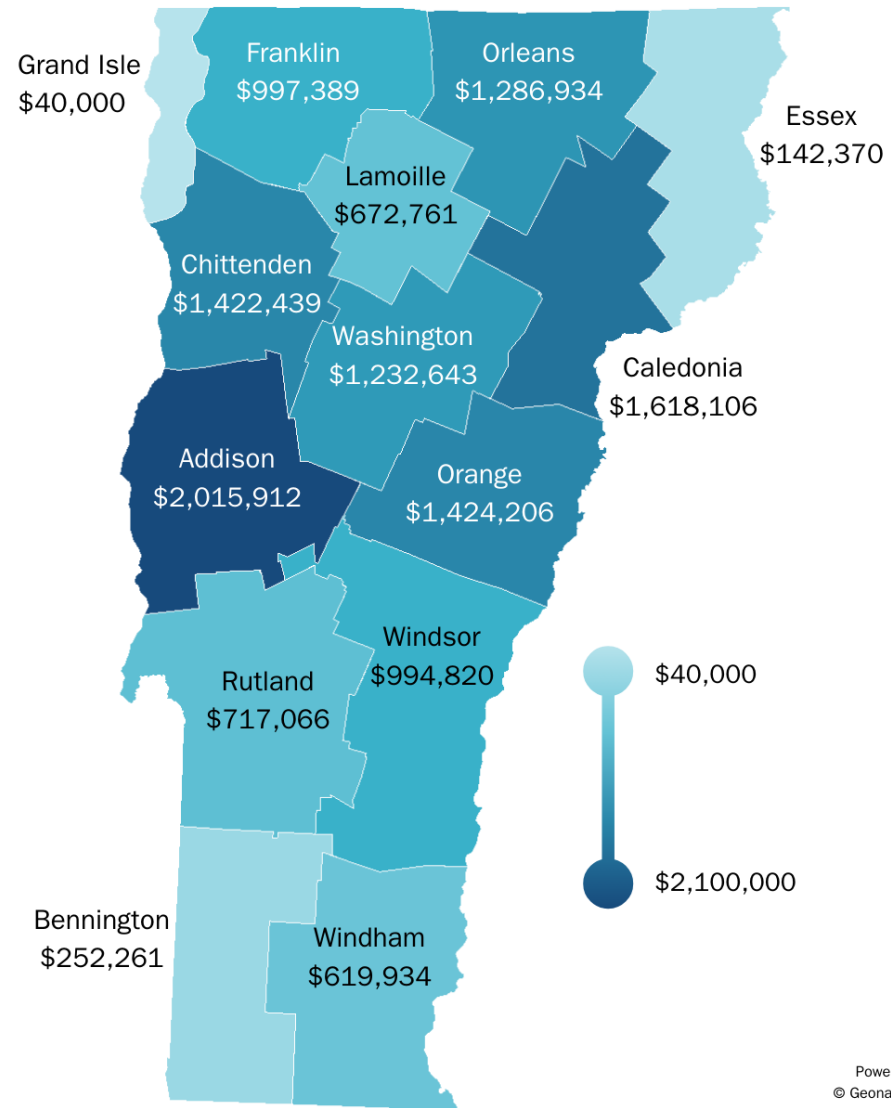 Grand Isle
$40,000
Franklin
$997,389
Orleans
$1,286,934
Essex
$142,370
Lamoille
$672,761
Chittenden
$1,422,439
Washington
$1,232,643
Caledonia
$1,618,106
Addison
$2,015,912
Orange
$1,424,206
Windsor
$994,820
Rutland
$717,066
$40,000
$2,100,000
Bennington
$252,261
Windham
$619,934
Powe
© Geona